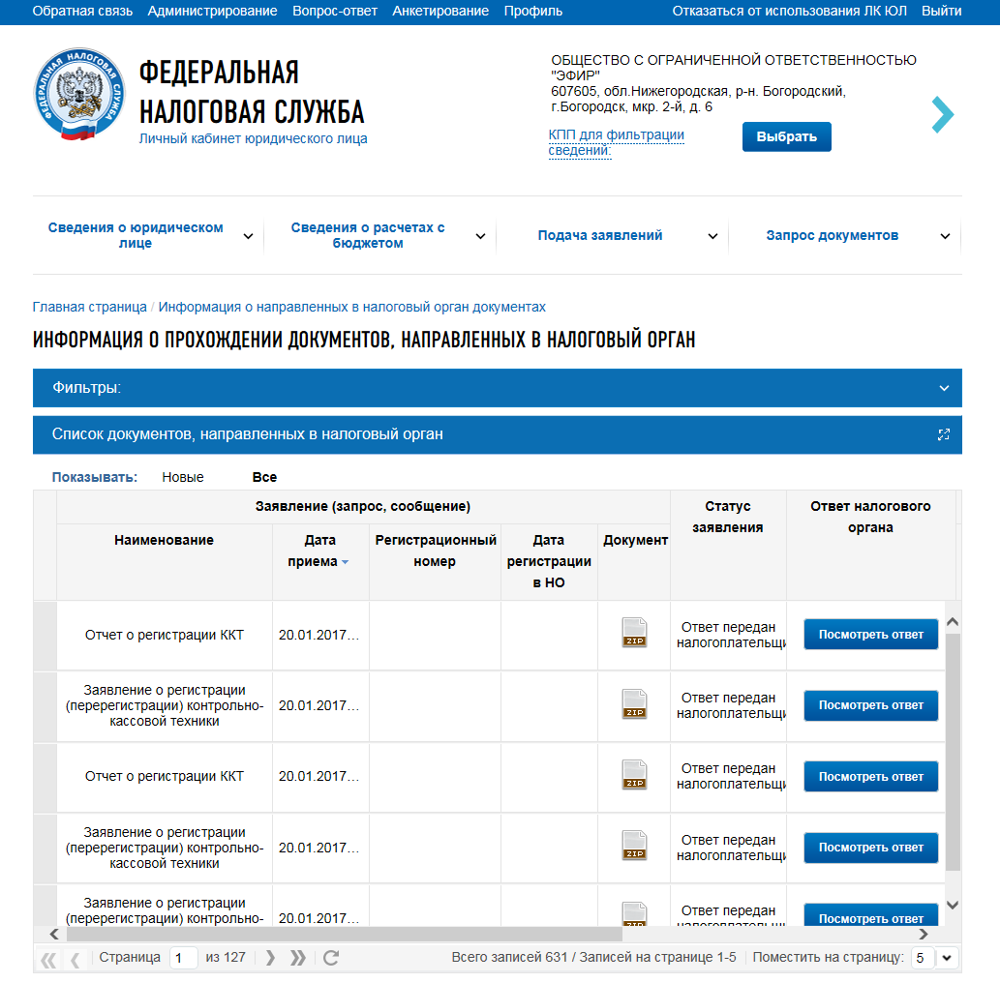 Обратная связь Администрирование Вопрос-ответ Анкетирование Профиль Отказаться от использования ЛК ЮЛ Выйти
ФЕДЕРАЛЬНАЯ НАЛОГОВАЯ СЛУЖБА
ФЕДЕРАЛЬНАЯ
НАЛОГОВАЯ СЛУЖБА
Личный кабинет юридического лица
ОБЩЕСТВО С ОГРАНИЧЕННОЙ ОТВЕТСТВЕННОСТЬЮ
"ЭФИР"
607605, обл.Нижегородская, р-н. Богородский,
г.Богородск, мкр. 2-й, д. 6
КПП для фильтрации
сведений:
Выбрать
Сведения о юридическом
лице
Сведения о расчетах с
бюджетом
Подача заявлений
Запрос документов
Главная страница / Информация о направленных в налоговый орган документах
ИНФОРМАЦИЯ О ПРОХОЖДЕНИИ ДОКУМЕНТОВ, НАПРАВЛЕННЫХ В НАЛОГОВЫЙ ОРГАН
Фильтры:
Список документов, направленных в налоговый орган
Показывать: Новые Все
Заявление (запрос, сообщение)
Статус
заявления
Ответ налогового
органа
Наименование
Дата
приема
Регистрационный
номер
Дата
регистрации
в НО
Документ
Отчет о регистрации ККТ
20.01.2017...
ZIP
Ответ передан
налогоплательщи
Посмотреть ответ
Заявление о регистрации
(перерегистрации) контрольно-
кассовой техники
20.01.2017...
ZIP
Ответ передан
налогоплательщи
Посмотреть ответ
Отчет о регистрации ККТ
20.01.2017...
ZIP
Ответ передан
налогоплательщи
Посмотреть ответ
Заявление о регистрации
(перерегистрации) контрольно-
кассовой техники
20.01.2017...
ZIP
Ответ передан
налогоплательщи
Посмотреть ответ
Заявление о регистрации
(перерегистрации) контрольно-
20.01.2017...
ZIP
Ответ передан
налогоплательщи
Посмотреть ответ
Страница 1 из 127
Всего записей 631 / Записей на странице 1-5 Поместить на страницу: 5